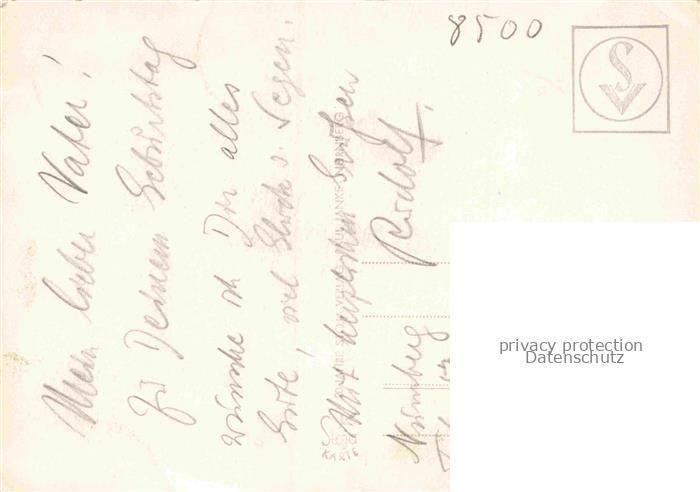 Mein lieber Vater!
Zu Deinem Geburtstag
wünsche ich Dir alles
Gute, viel Glück u. Segen.
Mit herzlichen Grüßen
Rudolf.
Nürnberg
8500
privacy protection
Datenschutz